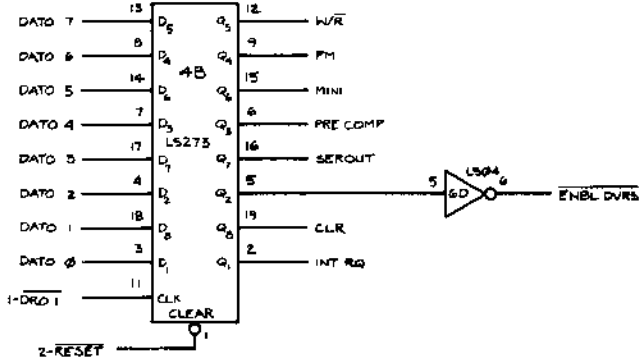 DATO 7 13 D5 Q5 12 W/R̅
DATO 6 8 D4 4B Q4 9 FM
DATO 5 14 D6 Q6 15 MINI
DATO 4 7 D3 Q3 6 PRE COMP
LS273
DATO 3 17 D7 Q7 16 SEROUT
DATO 2 4 D2 Q2 5 5 6D LS04 6 ENBL DVRS
DATO 1 18 D8 Q8 19 CLR
DATO 0 3 D1 Q1 2 INT RQ
1-DRO 1 11 CLK
CLEAR
2-RESET 1